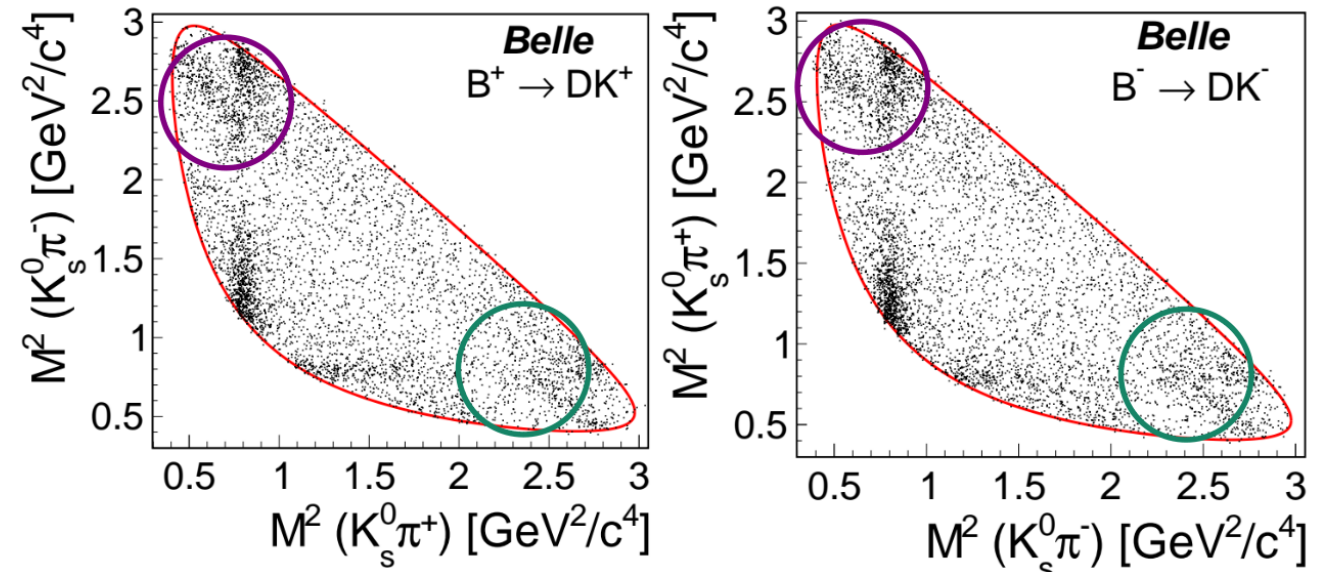 Belle
B⁺ → DK⁺
M² (K⁰ₛπ⁻) [GeV²/c⁴]
3
2.5
2
1.5
1
0.5
0.5 1 1.5 2 2.5 3
M² (K⁰ₛπ⁺) [GeV²/c⁴]
Belle
B⁻ → DK⁻
M² (K⁰ₛπ⁺) [GeV²/c⁴]
3
2.5
2
1.5
1
0.5
0.5 1 1.5 2 2.5 3
M² (K⁰ₛπ⁻) [GeV²/c⁴]